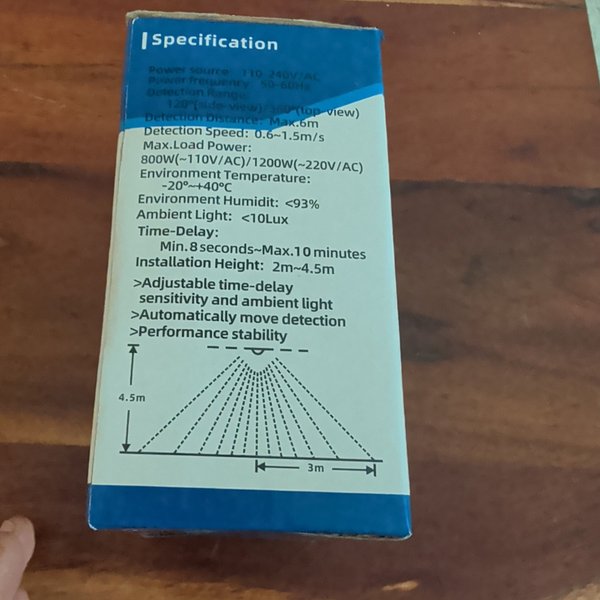 Specification
Power source: 110-240V/AC
Power frequency: 50-60Hz
Detection Range:
120°(side-view)/360°(top-view)
Detection Distance: Max.6m
Detection Speed: 0.6~1.5m/s
Max.Load Power:
800W(~110V/AC)/1200W(~220V/AC)
Environment Temperature:
-20°~+40°C
Environment Humidit: <93%
Ambient Light: <10Lux
Time-Delay:
Min. 8 seconds~Max.10 minutes
Installation Height: 2m~4.5m
>Adjustable time-delay
sensitivity and ambient light
>Automatically move detection
>Performance stability
4.5m
3m